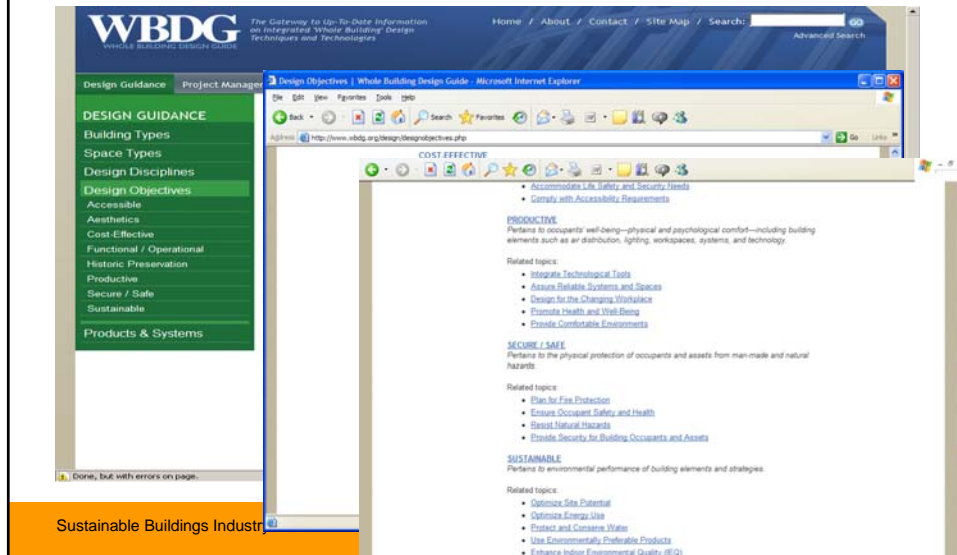 WBDG
WHOLE BUILDING DESIGN GUIDE
The Gateway to Up-To-Date Information
on Integrated 'Whole Building' Design
Techniques and Technologies
Home / About / Contact / Site Map / Search: GO
Advanced Search
Design Guidance Project Manage
DESIGN GUIDANCE
Building Types
Space Types
Design Disciplines
Design Objectives
Accessible
Aesthetics
Cost-Effective
Functional / Operational
Historic Preservation
Productive
Secure / Safe
Sustainable
Products & Systems
Done, but with errors on page.
Design Objectives | Whole Building Design Guide - Microsoft Internet Explorer
File Edit View Favorites Tools Help
Back Search Favorites
Address http://www.wbdg.org/design/designobjectives.php Go Links »
COST-EFFECTIVE
• Accommodate Life Safety and Security Needs
• Comply with Accessibility Requirements
PRODUCTIVE
Pertains to occupants' well-being—physical and psychological comfort—including building
elements such as air distribution, lighting, workspaces, systems, and technology.
Related topics:
• Integrate Technological Tools
• Assure Reliable Systems and Spaces
• Design for the Changing Workplace
• Promote Health and Well-Being
• Provide Comfortable Environments
SECURE / SAFE
Pertains to the physical protection of occupants and assets from man-made and natural
hazards.
Related topics:
• Plan for Fire Protection
• Ensure Occupant Safety and Health
• Resist Natural Hazards
• Provide Security for Building Occupants and Assets
SUSTAINABLE
Pertains to environmental performance of building elements and strategies.
Related topics:
• Optimize Site Potential
• Optimize Energy Use
• Protect and Conserve Water
• Use Environmentally Preferable Products
• Enhance Indoor Environmental Quality (IEQ)
Sustainable Buildings Industry